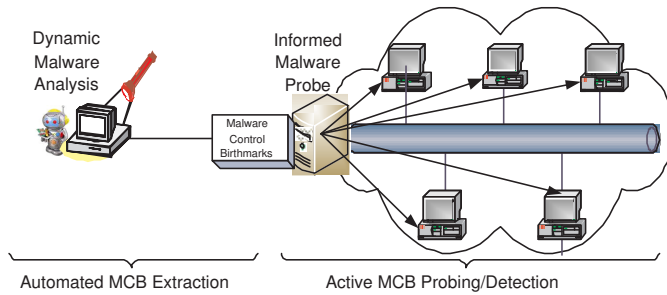 Dynamic
Malware
Analysis
Informed
Malware
Probe
Malware
Control
Birthmarks
Automated MCB Extraction
Active MCB Probing/Detection